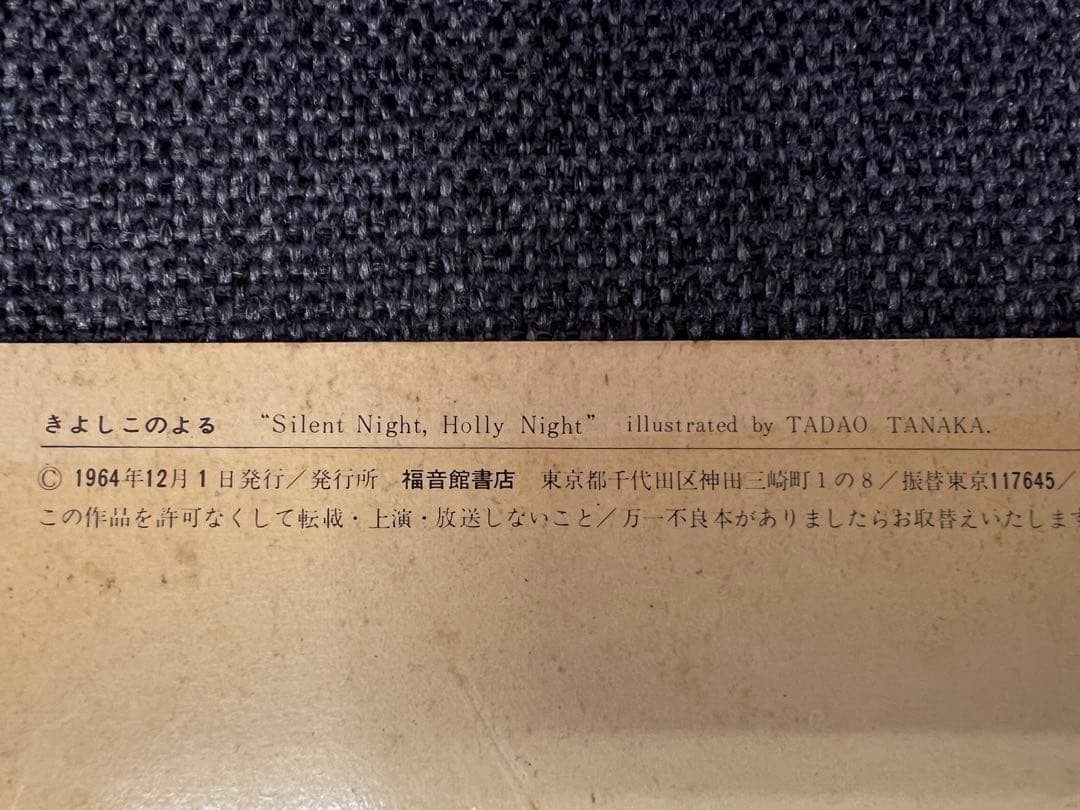 きよしこのよる “Silent Night, Holly Night” illustrated by TADAO TANAKA.
© 1964年12月1日発行／発行所 福音館書店 東京都千代田区神田三崎町1の8／振替東京117645／
この作品を許可なくして転載・上演・放送しないこと／万一不良本がありましたらお取替えいたします